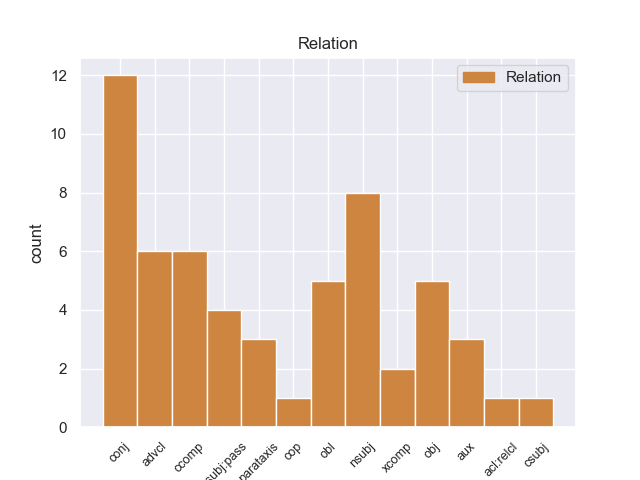 Relation
Relation
count
12
10
8
6
4
2
0
conj
advcl
ccomp
subj:pass
parataxis
cop
obl
nsubj
xcomp
obj
aux
acl:relcl
csubj